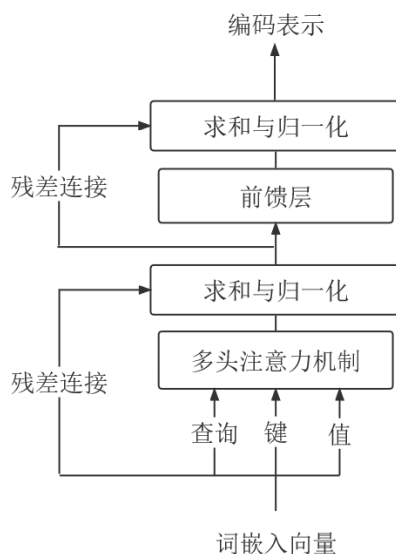 编码表示
求和与归一化
残差连接
前馈层
求和与归一化
多头注意力机制
残差连接
查询 键 值
词嵌入向量